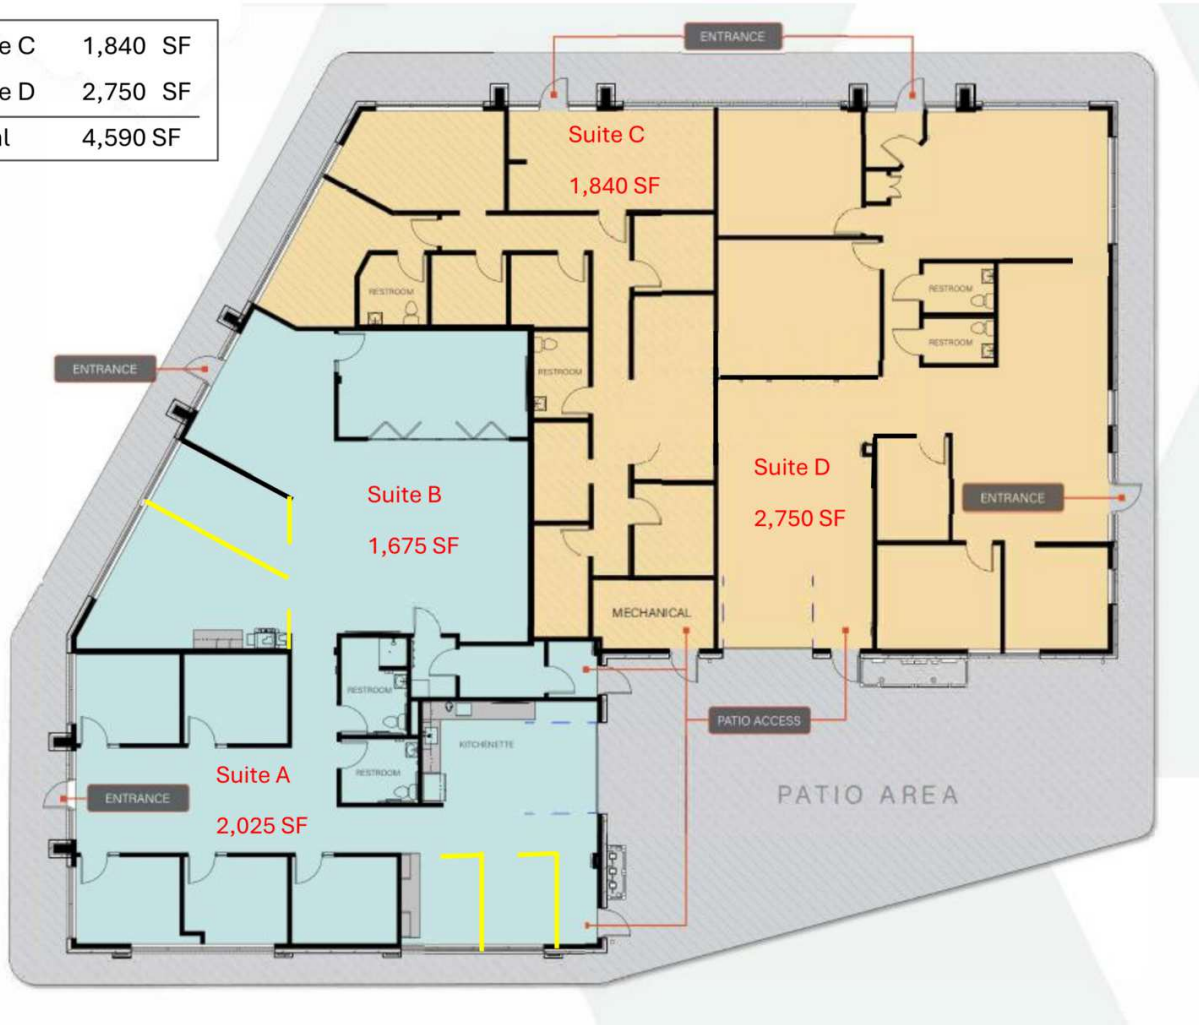 e C 1,840 SF
e D 2,750 SF
al 4,590 SF
ENTRANCE
Suite C
1,840 SF
RESTROOM
RESTROOM
RESTROOM
ENTRANCE
RESTROOM
Suite D
2,750 SF
Suite B
1,675 SF
ENTRANCE
MECHANICAL
RESTROOM
PATIO ACCESS
KITCHENETTE
RESTROOM
Suite A
2,025 SF
ENTRANCE
PATIO AREA